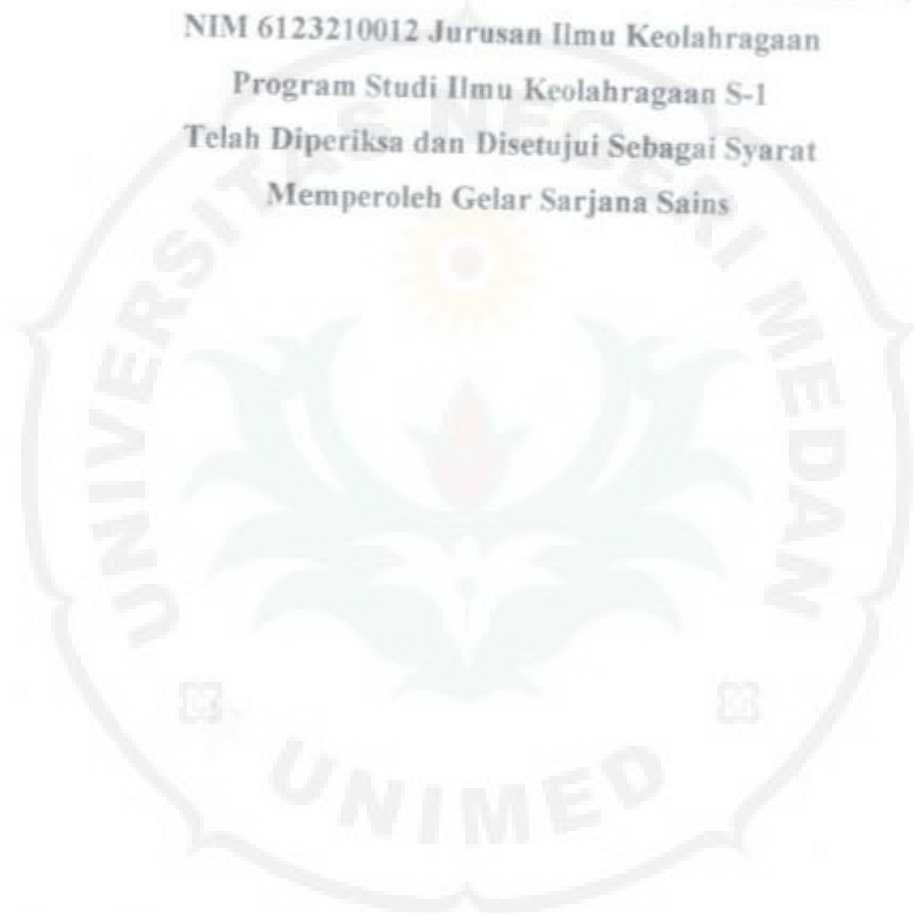 NIM 6123210012 Jurusan Ilmu Keolahragaan
Program Studi Ilmu Keolahragaan S-1
Telah Diperiksa dan Disetujui Sebagai Syarat
Memperoleh Gelar Sarjana Sains
UNIVERSITAS NEGERI MEDAN
UNIMED